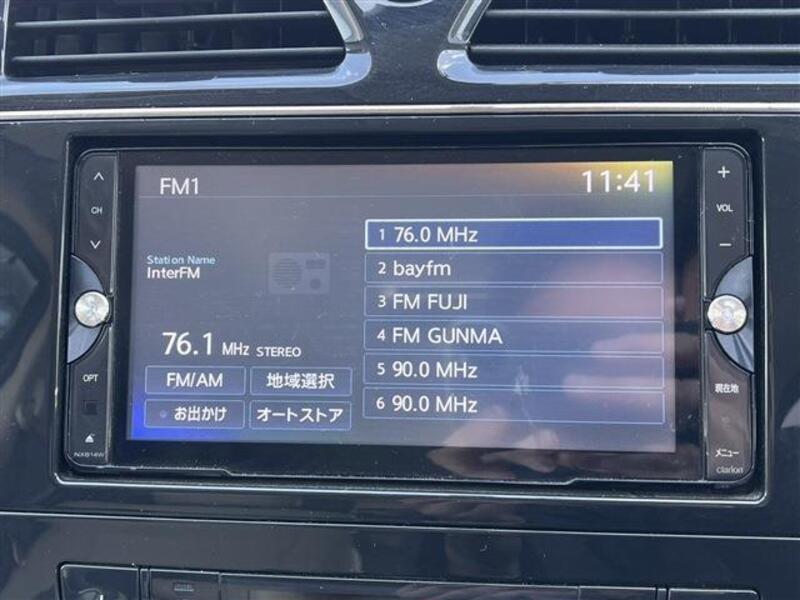 FM1
11:41
CH
VOL
Station Name
InterFM
1 76.0 MHz
2 bayfm
3 FM FUJI
4 FM GUNMA
5 90.0 MHz
6 90.0 MHz
76.1 MHz STEREO
FM/AM
地域選択
お出かけ
オートストア
OPT
現在地
NX614W
メニュー
clarion